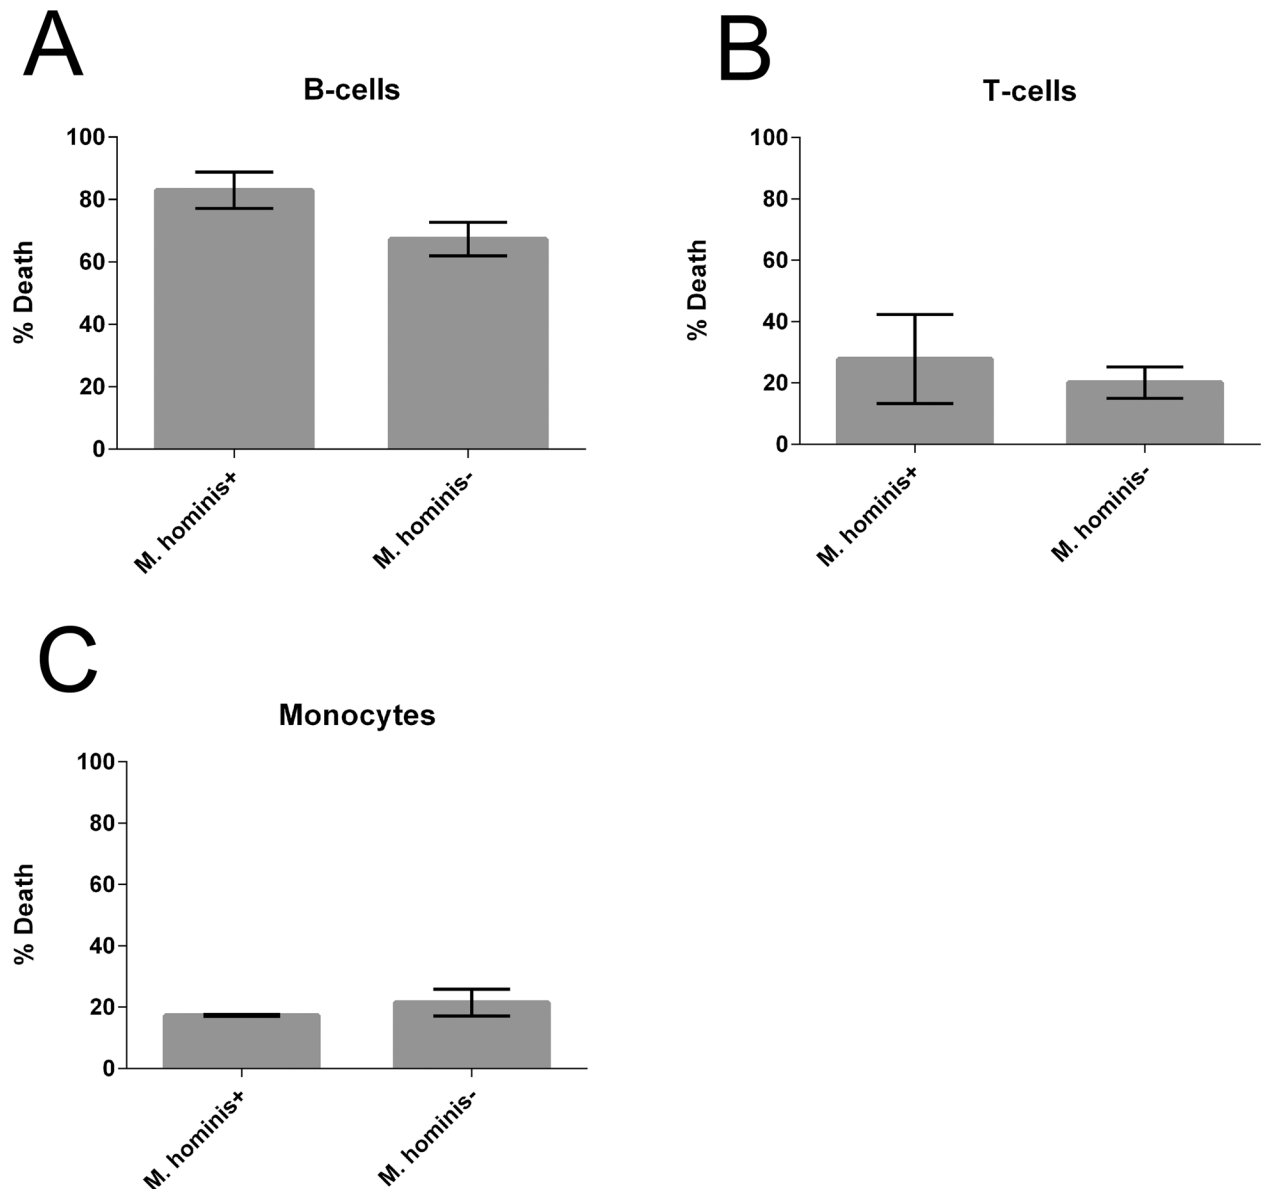 A
B-cells
100
80
60
40
20
0
% Death
M. hominis+
M. hominis-
B
T-cells
100
80
60
40
20
0
% Death
M. hominis+
M. hominis-
C
Monocytes
100
80
60
40
20
0
% Death
M. hominis+
M. hominis-